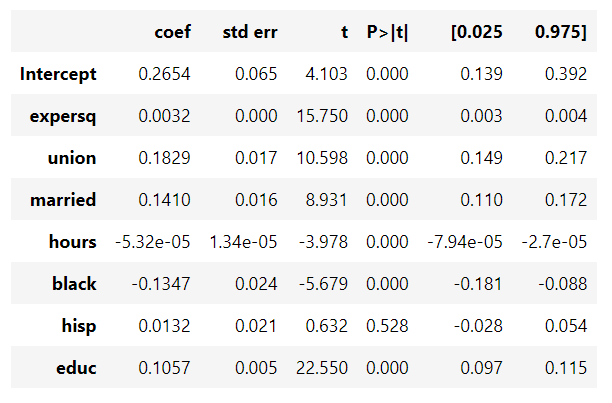 coef std err t P>|t| [0.025 0.975]
Intercept 0.2654 0.065 4.103 0.000 0.139 0.392
expersq 0.0032 0.000 15.750 0.000 0.003 0.004
union 0.1829 0.017 10.598 0.000 0.149 0.217
married 0.1410 0.016 8.931 0.000 0.110 0.172
hours -5.32e-05 1.34e-05 -3.978 0.000 -7.94e-05 -2.7e-05
black -0.1347 0.024 -5.679 0.000 -0.181 -0.088
hisp 0.0132 0.021 0.632 0.528 -0.028 0.054
educ 0.1057 0.005 22.550 0.000 0.097 0.115